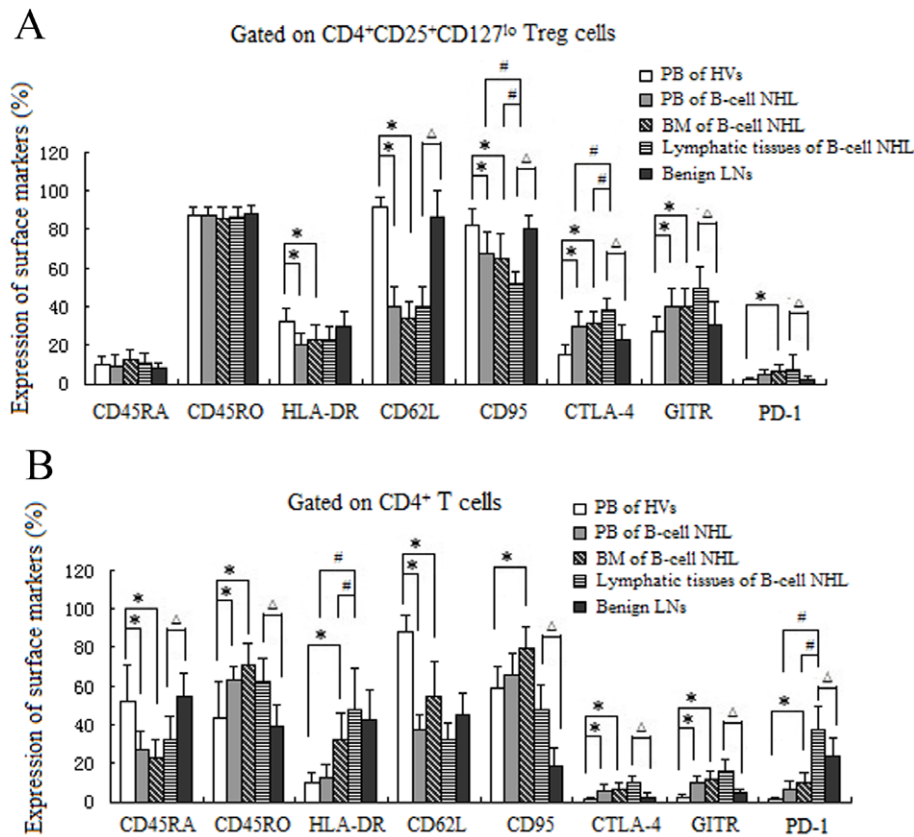 A
Gated on CD4⁺CD25⁺CD127ˡᵒ Treg cells
PB of HVs
PB of B-cell NHL
BM of B-cell NHL
Lymphatic tissues of B-cell NHL
Benign LNs
Expression of surface markers (%)
120
100
80
60
40
20
0
# # * * △ * * # # △ # # * * △ * * △ * * △ * △
CD45RA CD45RO HLA-DR CD62L CD95 CTLA-4 GITR PD-1
B
Gated on CD4⁺ T cells
PB of HVs
PB of B-cell NHL
BM of B-cell NHL
Lymphatic tissues of B-cell NHL
Benign LNs
Expression of surface markers (%)
120
100
80
60
40
20
0
* * △ * * △ * # # * * * △ * * △ * * △ * # # △
CD45RA CD45RO HLA-DR CD62L CD95 CTLA-4 GITR PD-1